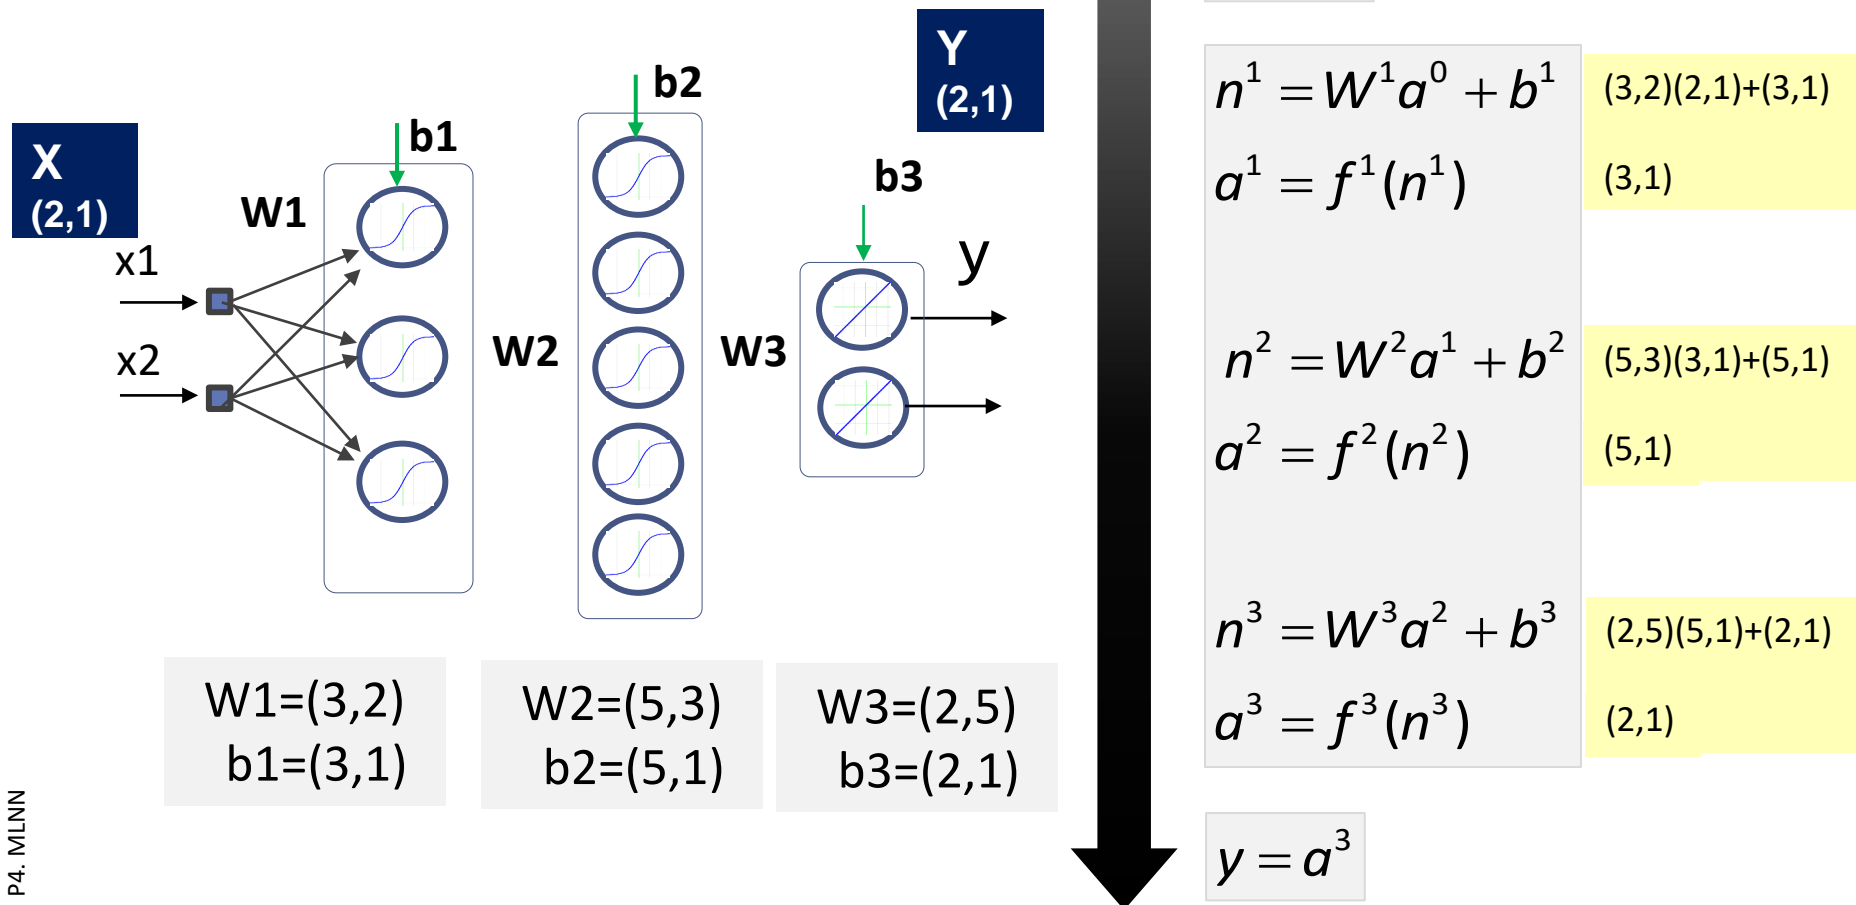 X
(2,1)
x1
x2
W1
b1
W2
b2
W3
b3
Y
(2,1)
y
W1=(3,2)
b1=(3,1)
W2=(5,3)
b2=(5,1)
W3=(2,5)
b3=(2,1)
n¹ = W¹a⁰ + b¹ (3,2)(2,1)+(3,1)
a¹ = f¹(n¹) (3,1)
n² = W²a¹ + b² (5,3)(3,1)+(5,1)
a² = f²(n²) (5,1)
n³ = W³a² + b³ (2,5)(5,1)+(2,1)
a³ = f³(n³) (2,1)
y = a³
P4. MLNN